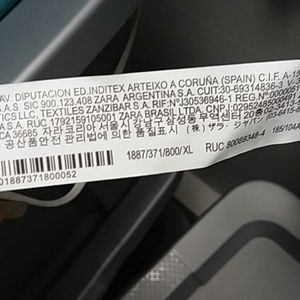 AV. DIPUTACION ED.INDITEX ARTEIXO A CORUÑA (SPAIN) C.I.F. A-15
S.A.S SIC 900.123.408 ZARA ARGENTINA S.A. CUIT:30-69314836-3
TICS LLC, TEXTILES ZANZIBAR S.A. RIF:NºJ30536946-1 REG.Nº
S.A. RUC 1792159105001 ZARA BRASIL LTDA. CNPJ:
CA 36685 자라코리아 서울시 강남구 삼성동 무역센터
공산품안전 관리법에 의한 품질표시 (株) ザラ・ジャパン
1887/371/800/XL
RUC 80089348-4
01887371800052